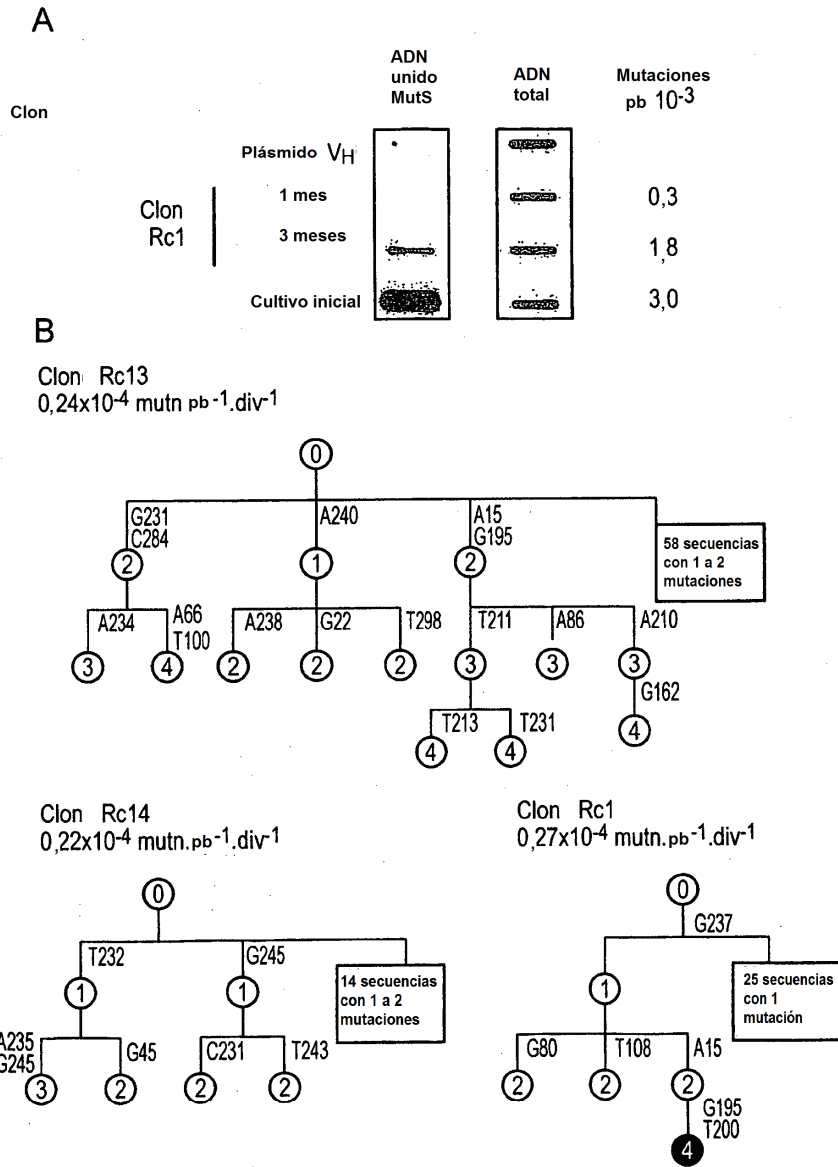 A
ADN
unido
MutS
ADN
total
Mutaciones
pb 10-3
Clon
Plásmido VH
Clon
Rc1
1 mes
0,3
3 meses
1,8
Cultivo inicial
3,0
B
Clon Rc13
0,24x10-4 mutn pb-1.div-1
0
G231
C284
A240
A15
G195
2
1
2
58 secuencias
con 1 a 2
mutaciones
A234
A66
T100
A238
G22
T298
T211
A86
A210
3
4
2
2
2
3
3
3
G162
T213
T231
4
4
4
Clon Rc14
0,22x10-4 mutn.pb-1.div-1
0
T232
G245
1
1
14 secuencias
con 1 a 2
mutaciones
A235
G245
G45
C231
T243
3
2
2
2
Clon Rc1
0,27x10-4 mutn.pb-1.div-1
0
G237
1
25 secuencias
con 1
mutación
G80
T108
A15
2
2
2
G195
T200
4